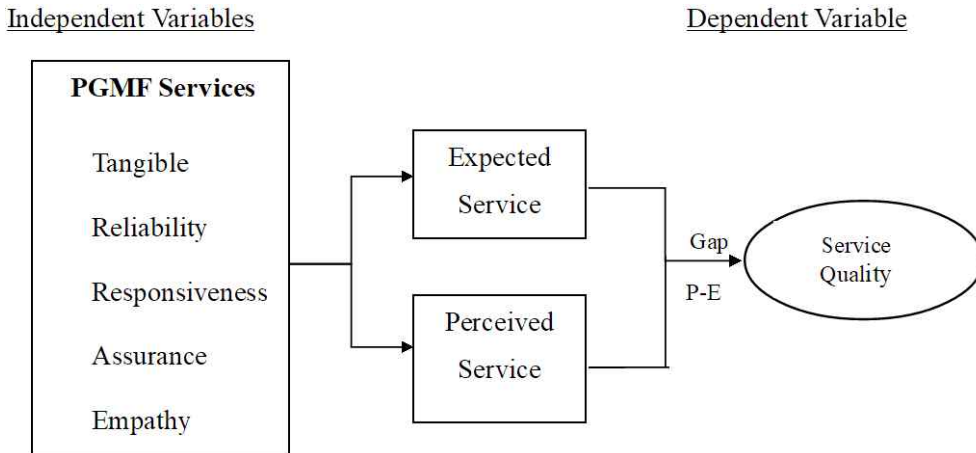 Independent Variables
Dependent Variable
PGMF Services
Tangible
Reliability
Responsiveness
Assurance
Empathy
Expected
Service
Perceived
Service
Gap
P-E
Service
Quality